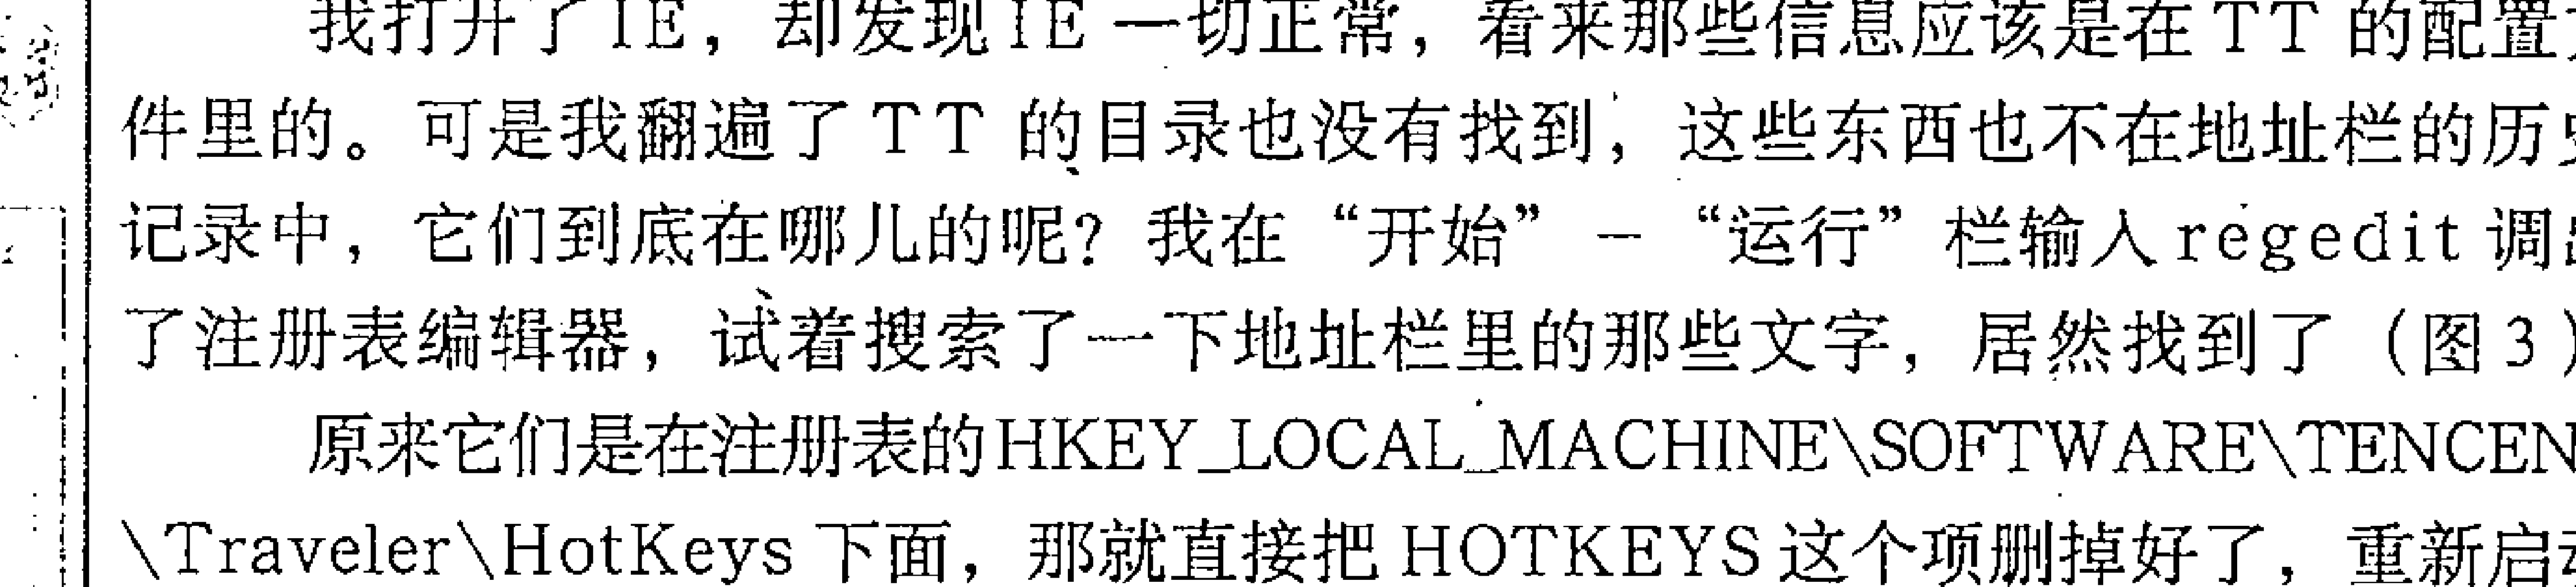 我打开了IE，却发现IE一切正常，看来那些信息应该是在TT的配置
件里的。可是我翻遍了TT的目录也没有找到，这些东西也不在地址栏的历
记录中，它们到底在哪儿的呢？我在“开始”－“运行”栏输入regedit调
了注册表编辑器，试着搜索了一下地址栏里的那些文字，居然找到了（图3）
原来它们是在注册表的HKEY_LOCAL_MACHINE\SOFTWARE\TENCEN
\Traveler\HotKeys下面，那就直接把HOTKEYS这个项删掉好了，重新启